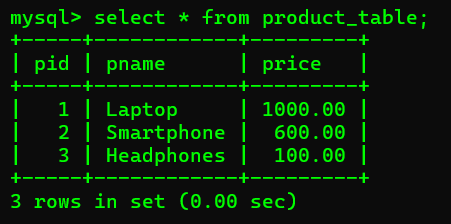 mysql> select * from product_table;
+-----+------------+---------+
| pid | pname      | price   |
+-----+------------+---------+
|   1 | Laptop     | 1000.00 |
|   2 | Smartphone |  600.00 |
|   3 | Headphones |  100.00 |
+-----+------------+---------+
3 rows in set (0.00 sec)